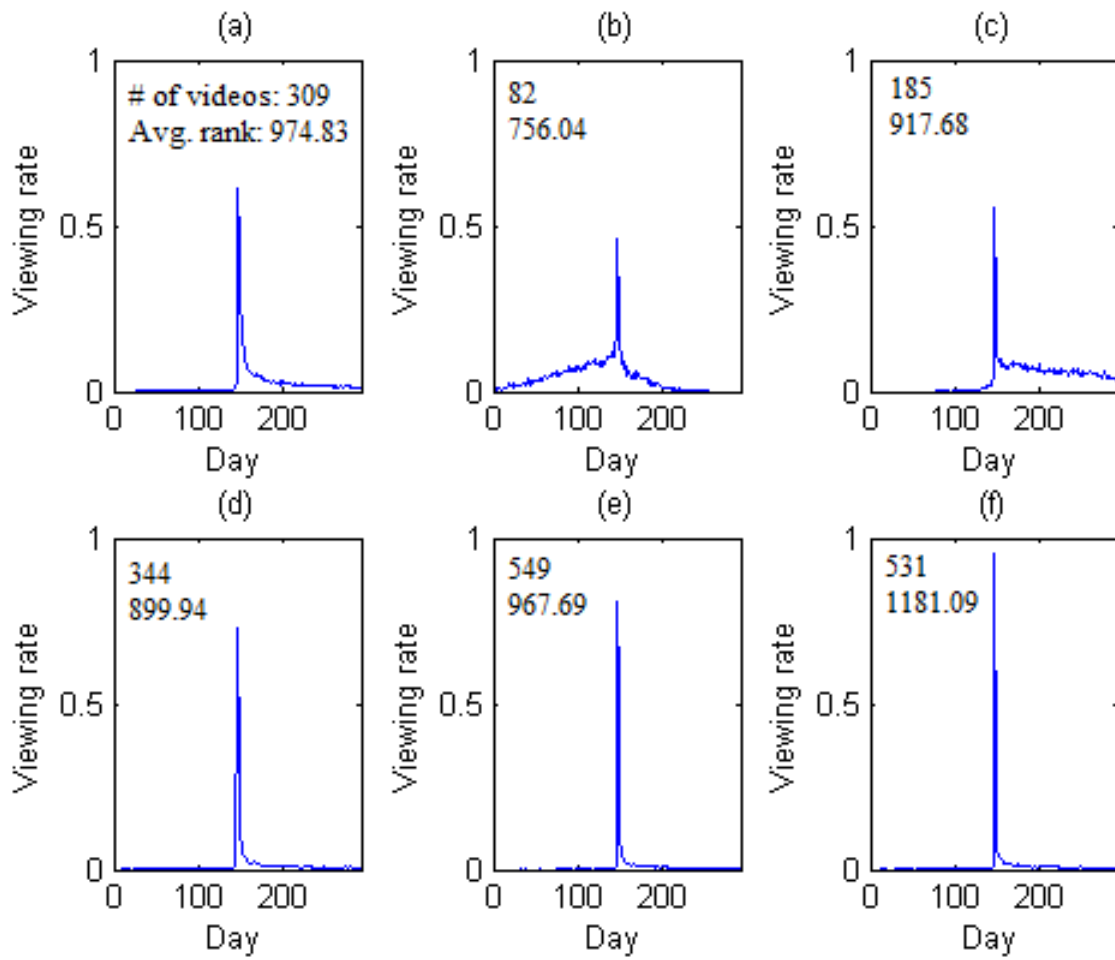 (a)
1
# of videos: 309
Avg. rank: 974.83
0.5
0
0 100 200
Viewing rate
Day
(b)
1
82
756.04
0.5
0
0 100 200
Viewing rate
Day
(c)
1
185
917.68
0.5
0
0 100 200
Viewing rate
Day
(d)
1
344
899.94
0.5
0
0 100 200
Viewing rate
Day
(e)
1
549
967.69
0.5
0
0 100 200
Viewing rate
Day
(f)
1
531
1181.09
0.5
0
0 100 200
Viewing rate
Day